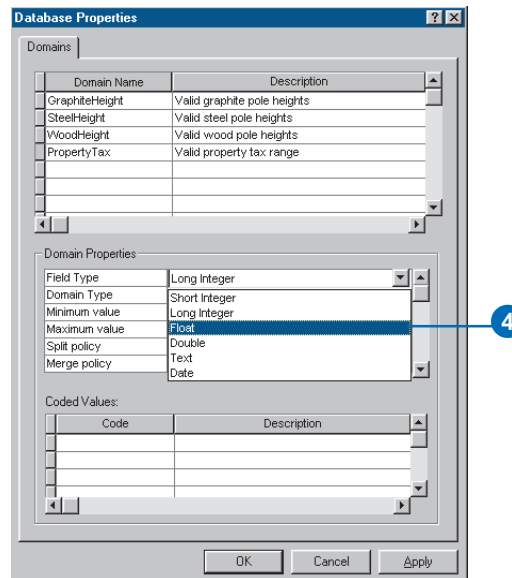 Database Properties
Domains
Domain Name Description
GraphiteHeight Valid graphite pole heights
SteelHeight Valid steel pole heights
WoodHeight Valid wood pole heights
PropertyTax Valid property tax range
Domain Properties
Field Type Long Integer
Domain Type Short Integer
Minimum value Long Integer
Maximum value Float 4
Split policy Double
Merge policy Text
Date
Coded Values:
Code Description
OK Cancel Apply